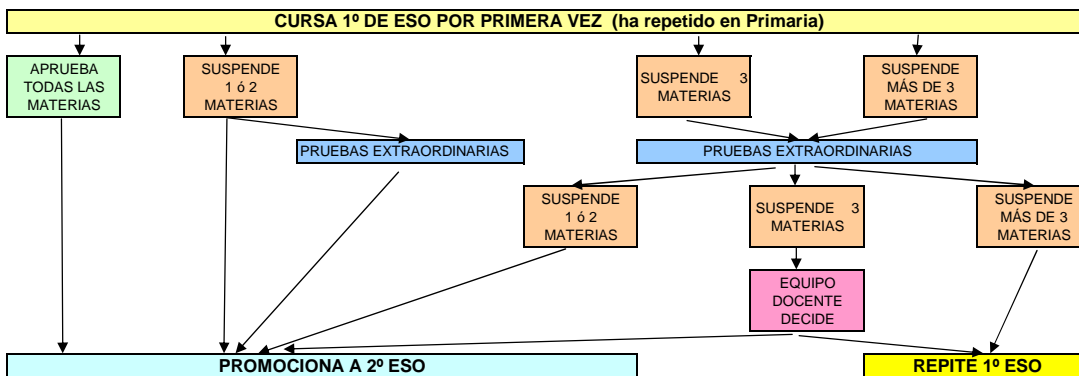 CURSA 1º DE ESO POR PRIMERA VEZ (ha repetido en Primaria)
APRUEBA
TODAS LAS
MATERIAS
SUSPENDE
1 ó 2
MATERIAS
SUSPENDE 3
MATERIAS
SUSPENDE
MÁS DE 3
MATERIAS
PRUEBAS EXTRAORDINARIAS
PRUEBAS EXTRAORDINARIAS
SUSPENDE
1 ó 2
MATERIAS
SUSPENDE 3
MATERIAS
SUSPENDE
MÁS DE 3
MATERIAS
EQUIPO
DOCENTE
DECIDE
PROMOCIONA A 2º ESO
REPITE 1º ESO